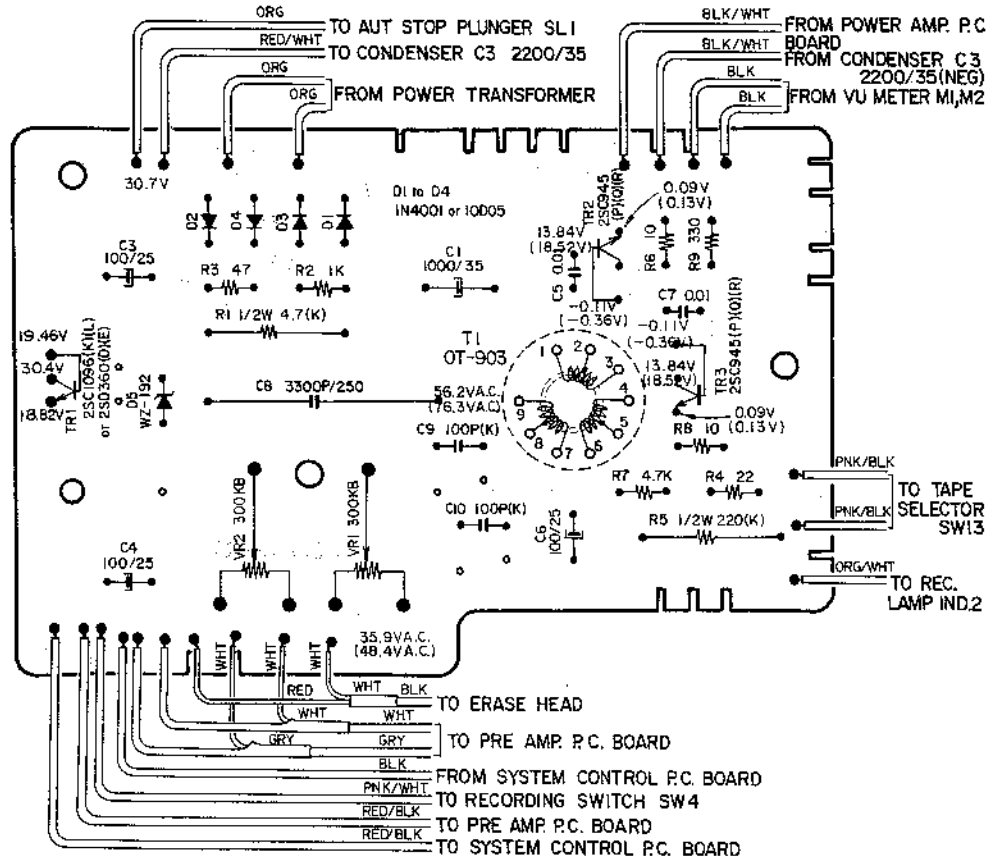 ORG
TO AUT STOP PLUNGER SL1
RED/WHT
TO CONDENSER C3 2200/35
ORG
ORG
FROM POWER TRANSFORMER
BLK/WHT
FROM POWER AMP. P.C
BOARD
BLK/WHT
FROM CONDENSER C3
2200/35(NEG)
BLK
BLK
FROM VU METER M1,M2
30.7V
D2
D4
D3
D1
D1 to D4
1N4001 or 10D05
TR2
2SC945
(P)(Q)(R)
0.09V
(0.13V)
13.84V
(18.52V)
R6 10
R9 330
C3
100/25
R3 47
R2 1K
C1
1000/35
C5 0.01
C7 0.01
R1 1/2W 4.7(K)
-0.11V
(-0.36V)
-0.11V
(-0.36V)
T1
OT-903
19.46V
30.4V
18.82V
TR1
2SC1096(K)(L)
or 2SD360(D)(E)
D5
WZ-192
C8 3300P/250
56.2VA.C.
(76.3VA.C)
1
2
3
4
5
6
7
8
9
13.84V
(18.52V)
TR3
2SC945(P)(Q)(R)
0.09V
(0.13V)
C9 100P(K)
R8 10
VR2 300KB
VR1 300KB
R7 4.7K
R4 22
PNK/BLK
PNK/BLK
TO TAPE
SELECTOR
SW13
C10 100P(K)
C6
100/25
R5 1/2W 220(K)
C4
100/25
ORG/WHT
TO REC.
LAMP IND.2
35.9VA.C.
(48.4VA.C.)
WHT
WHT
WHT
RED
WHT
BLK
TO ERASE HEAD
WHT
WHT
GRY
GRY
TO PRE AMP. P.C. BOARD
BLK
FROM SYSTEM CONTROL P.C. BOARD
PNK/WHT
TO RECORDING SWITCH SW4
RED/BLK
TO PRE AMP. P.C. BOARD
RED/BLK
TO SYSTEM CONTROL P.C. BOARD